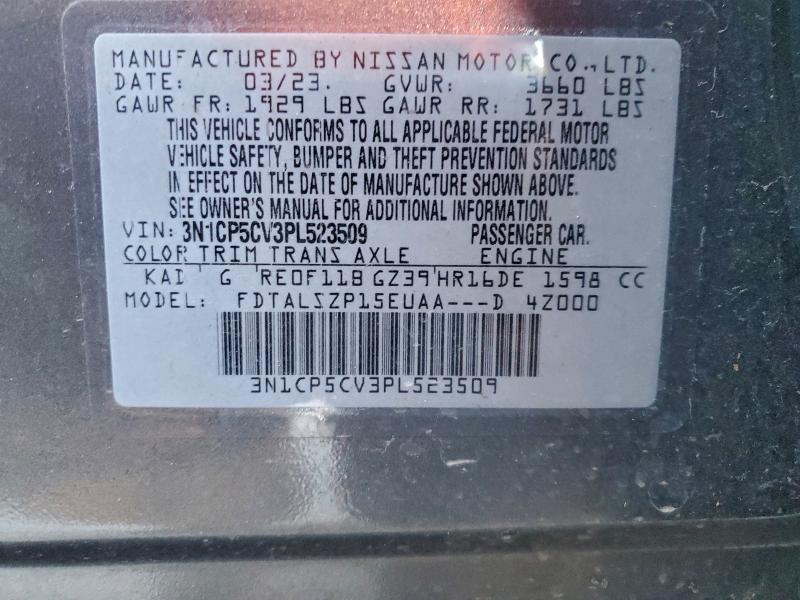 MANUFACTURED BY NISSAN MOTOR CO., LTD.
DATE: 03/23. GVWR: 3660 LBS
GAWR FR: 1929 LBS GAWR RR: 1731 LBS
THIS VEHICLE CONFORMS TO ALL APPLICABLE FEDERAL MOTOR
VEHICLE SAFETY, BUMPER AND THEFT PREVENTION STANDARDS
IN EFFECT ON THE DATE OF MANUFACTURE SHOWN ABOVE.
SEE OWNER'S MANUAL FOR ADDITIONAL INFORMATION.
VIN: 3N1CP5CV3PL523509 PASSENGER CAR.
COLOR TRIM TRANS AXLE ENGINE
KAD G RE0F11B GZ39 HR16DE 1598 CC
MODEL: FDTALSZP15EUAA---D 4Z000
3N1CP5CV3PL523509